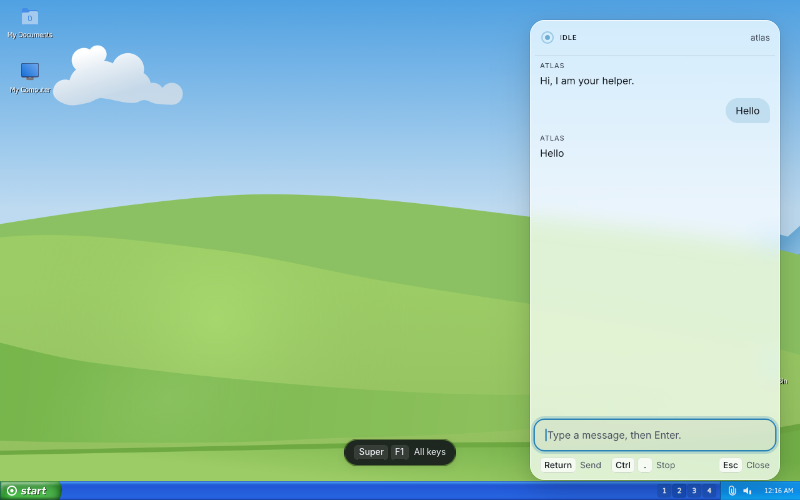 My Documents
My Computer
IDLE
atlas
ATLAS
Hi, I am your helper.
Hello
ATLAS
Hello
Type a message, then Enter.
Return Send Ctrl . Stop Esc Close
Super F1 All keys
start
1 2 3 4
12:16 AM